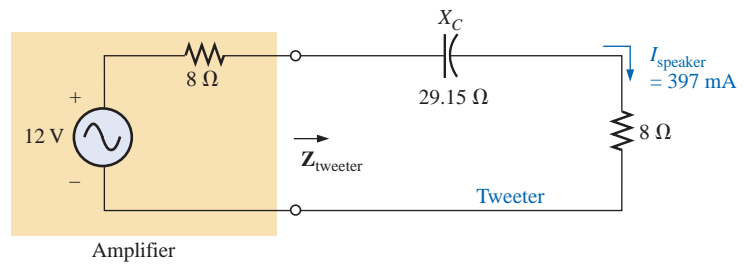 X_C
8 Ω
29.15 Ω
I_speaker
= 397 mA
+
12 V
–
8 Ω
Z_tweeter
Tweeter
Amplifier